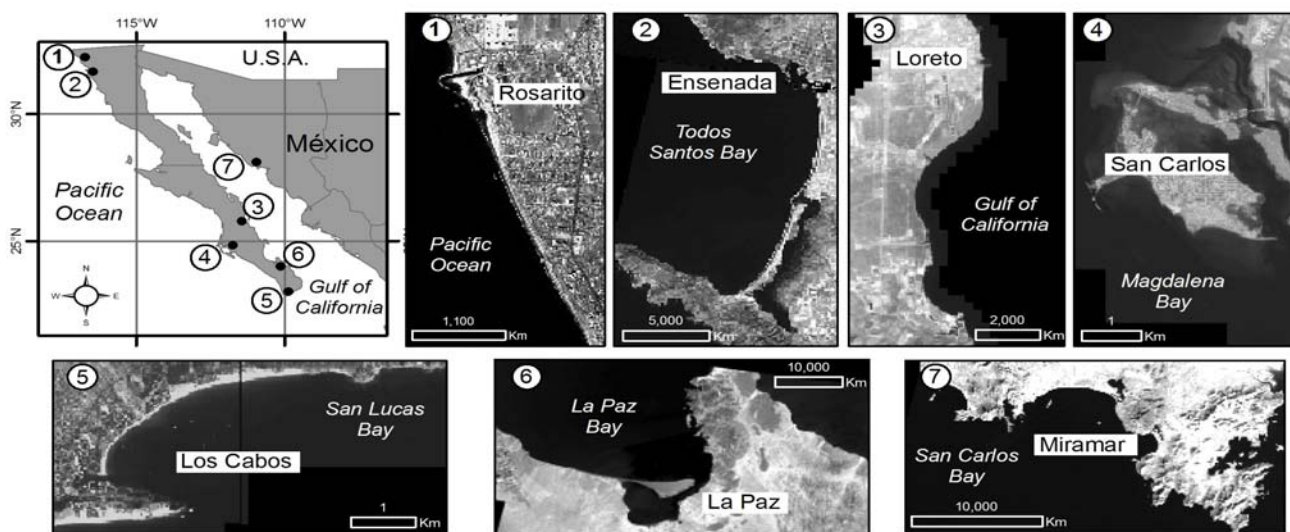 115°W
110°W
30°N
25°N
U.S.A.
México
Pacific
Ocean
Gulf of
California
1
2
7
3
4
6
5
N
W
E
S
1
Rosarito
Pacific
Ocean
1,100
Km
2
Ensenada
Todos
Santos Bay
5,000
Km
3
Loreto
Gulf of
California
2,000
Km
4
San Carlos
Magdalena
Bay
1
Km
5
San Lucas
Bay
Los Cabos
1
Km
6
10,000
Km
La Paz
Bay
La Paz
7
Miramar
San Carlos
Bay
10,000
Km